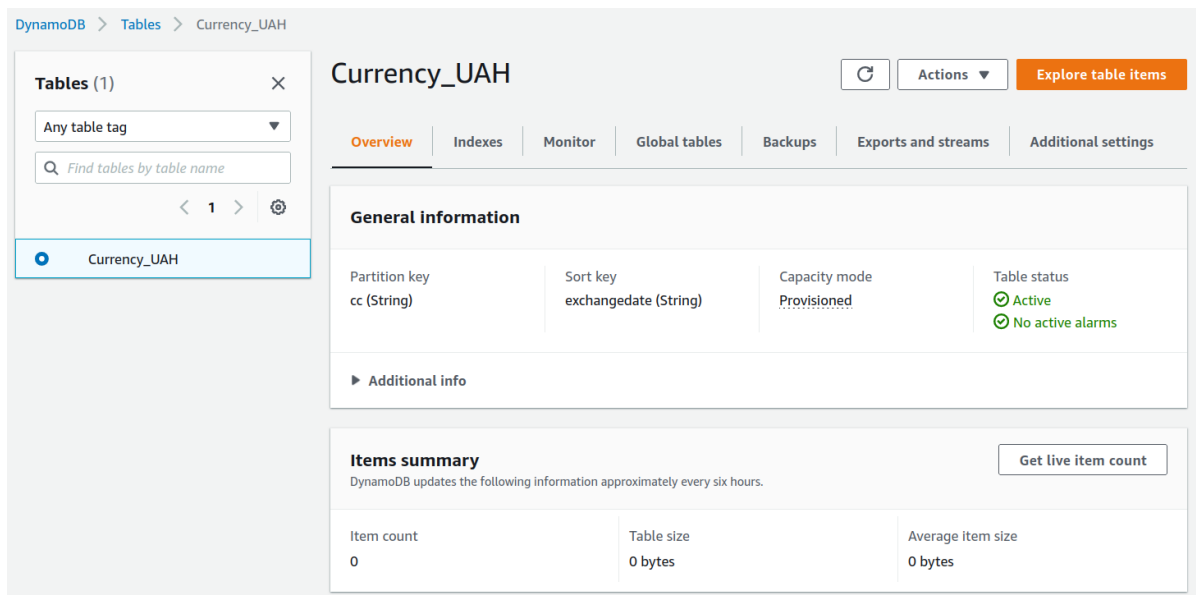 DynamoDB > Tables > Currency_UAH
Tables (1)
Any table tag
Find tables by table name
1
Currency_UAH
Currency_UAH
Actions
Explore table items
Overview Indexes Monitor Global tables Backups Exports and streams Additional settings
General information
Partition key
cc (String)
Sort key
exchangedate (String)
Capacity mode
Provisioned
Table status
Active
No active alarms
Additional info
Items summary
Get live item count
DynamoDB updates the following information approximately every six hours.
Item count
0
Table size
0 bytes
Average item size
0 bytes